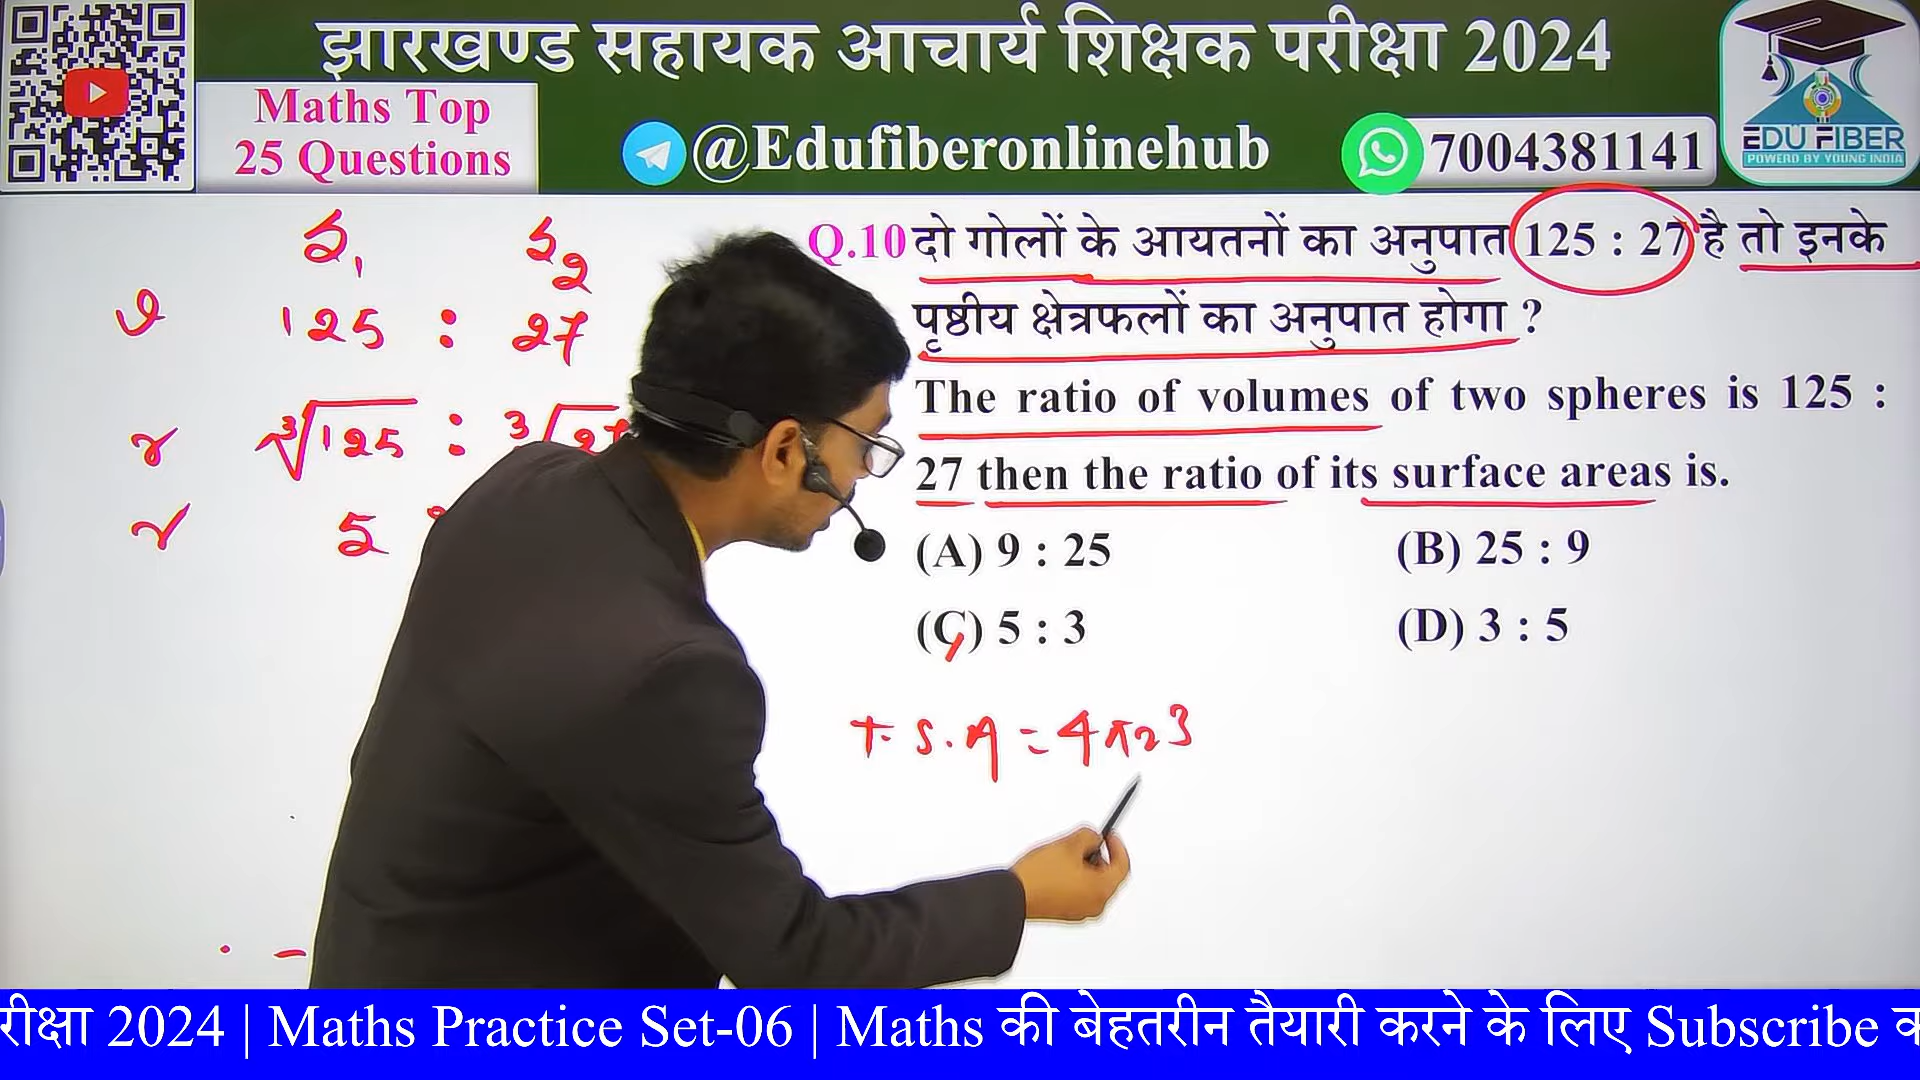 झारखण्ड सहायक आचार्य शिक्षक परीक्षा 2024
Maths Top
25 Questions
@Edufiberonlinehub
7004381141
EDU FIBER
POWERD BY YOUNG INDIA
Q.10 दो गोलों के आयतनों का अनुपात 125 : 27 है तो इनके
पृष्ठीय क्षेत्रफलों का अनुपात होगा ?
The ratio of volumes of two spheres is 125 :
27 then the ratio of its surface areas is.
(A) 9 : 25
(B) 25 : 9
(C) 5 : 3
(D) 3 : 5
125 : 27
r ∛125 : ∛27
r 5
T.S.A = 4πr3
रीक्षा 2024 | Maths Practice Set-06 | Maths की बेहतरीन तैयारी करने के लिए Subscribe